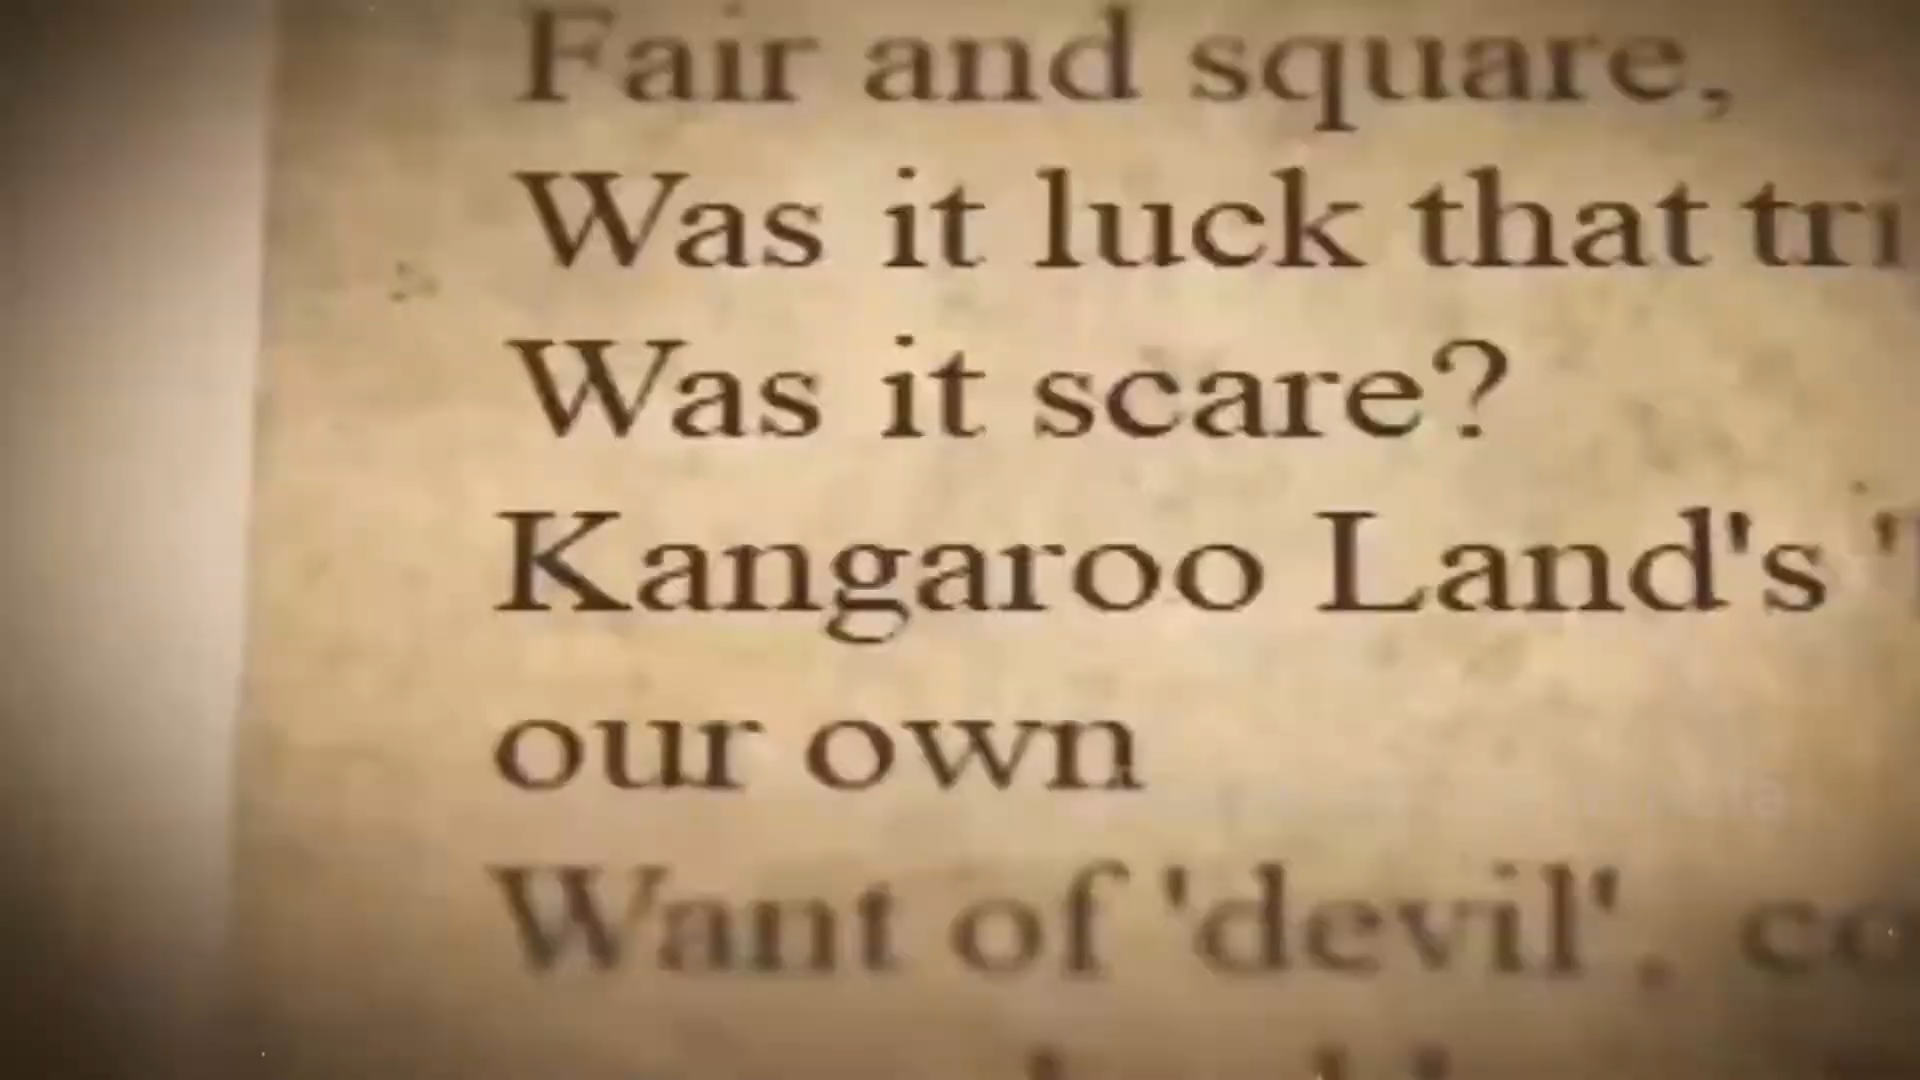 Fair and square,
Was it luck that
Was it scare?
Kangaroo Land's
our own
Want of 'devil',